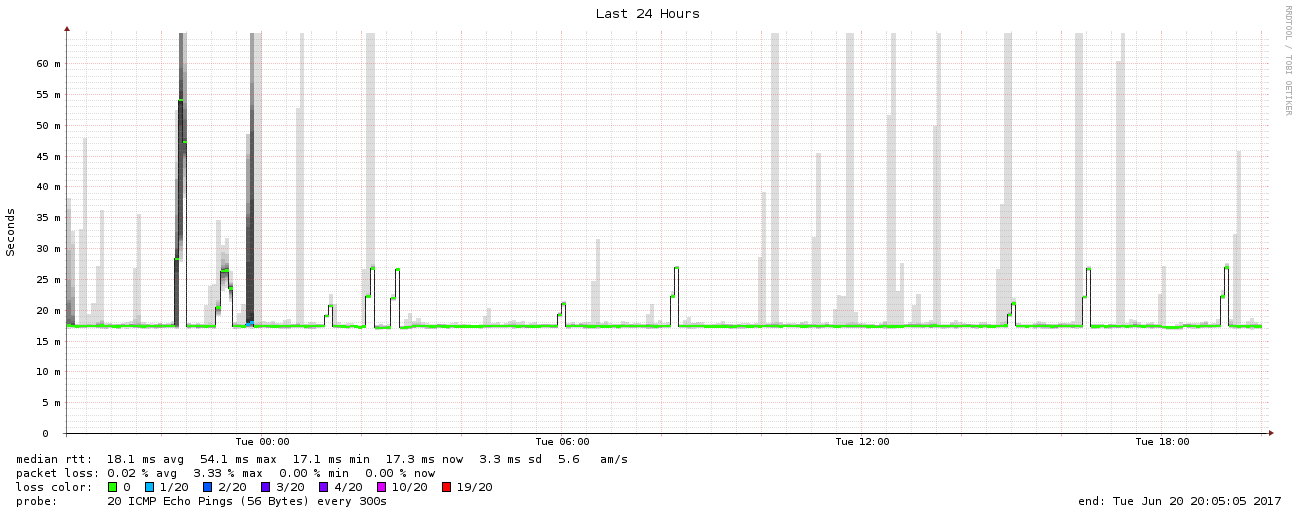 Last 24 Hours
RRDTOOL / TOBI OETIKER
Seconds
60 m
55 m
50 m
45 m
40 m
35 m
30 m
25 m
20 m
15 m
10 m
5 m
0
Tue 00:00 Tue 06:00 Tue 12:00 Tue 18:00
median rtt: 18.1 ms avg 54.1 ms max 17.1 ms min 17.3 ms now 3.3 ms sd 5.6 am/s
packet loss: 0.02 % avg 3.33 % max 0.00 % min 0.00 % now
loss color: 0 1/20 2/20 3/20 4/20 10/20 19/20
probe: 20 ICMP Echo Pings (56 Bytes) every 300s end: Tue Jun 20 20:05:05 2017